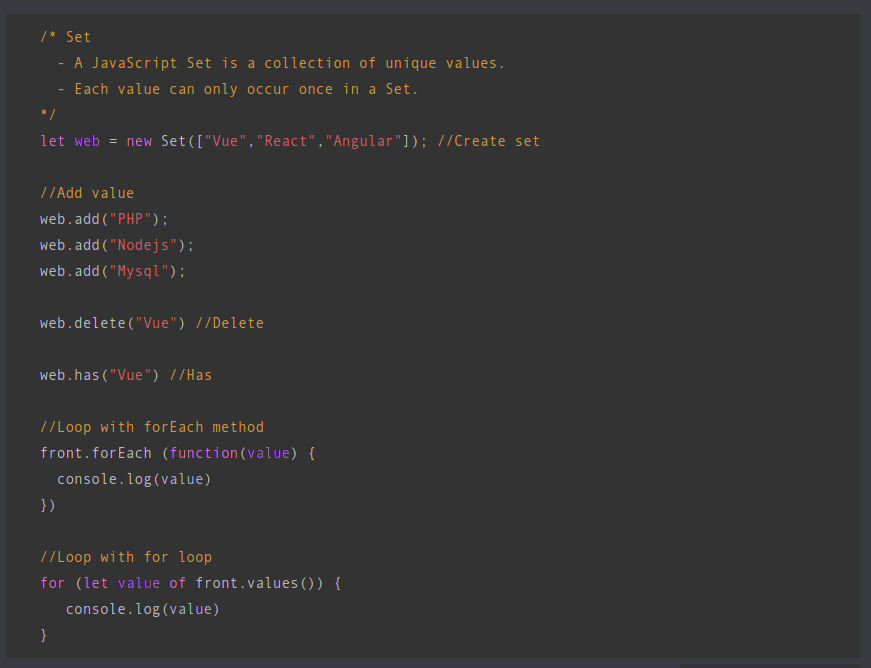 /* Set
  - A JavaScript Set is a collection of unique values.
  - Each value can only occur once in a Set.
*/
let web = new Set(["Vue","React","Angular"]); //Create set

//Add value
web.add("PHP");
web.add("Nodejs");
web.add("Mysql");

web.delete("Vue") //Delete

web.has("Vue") //Has

//Loop with forEach method
front.forEach (function(value) {
  console.log(value)
})

//Loop with for loop
for (let value of front.values()) {
   console.log(value)
}